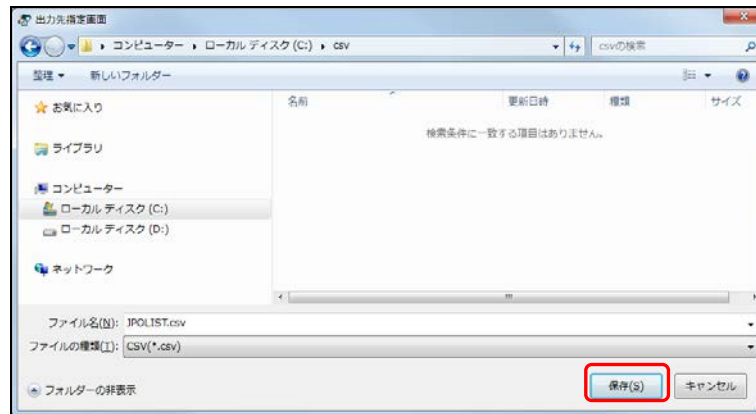 出力先指定画面
コンピューター ▸ ローカル ディスク (C:) ▸ csv
csvの検索
整理 ▼ 新しいフォルダー
名前 更新日時 種類 サイズ
検索条件に一致する項目はありません。
お気に入り
ライブラリ
コンピューター
ローカル ディスク (C:)
ローカル ディスク (D:)
ネットワーク
ファイル名(N): JPOLIST.csv
ファイルの種類(T): CSV(*.csv)
フォルダーの非表示
保存(S) キャンセル